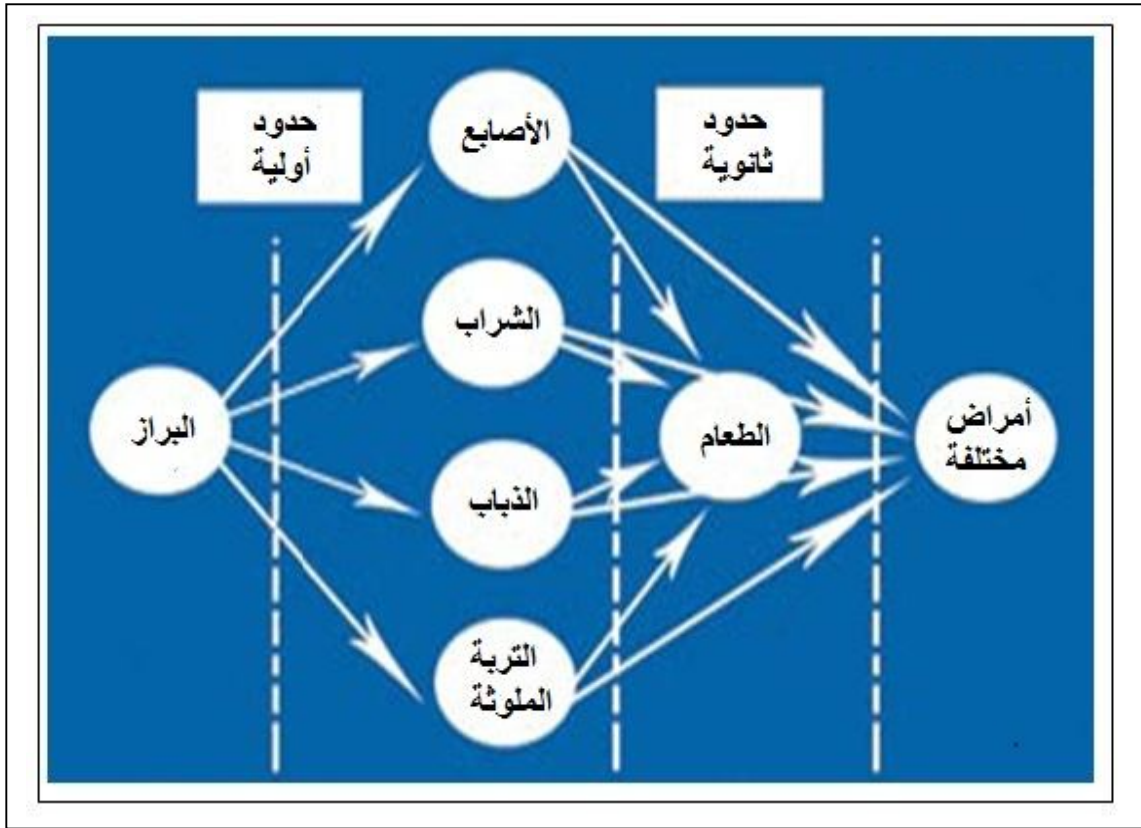 حدود
أولية
الأصابع
حدود
ثانوية
الشراب
البراز
الطعام
أمراض
مختلفة
الذباب
التربة
الملوثة